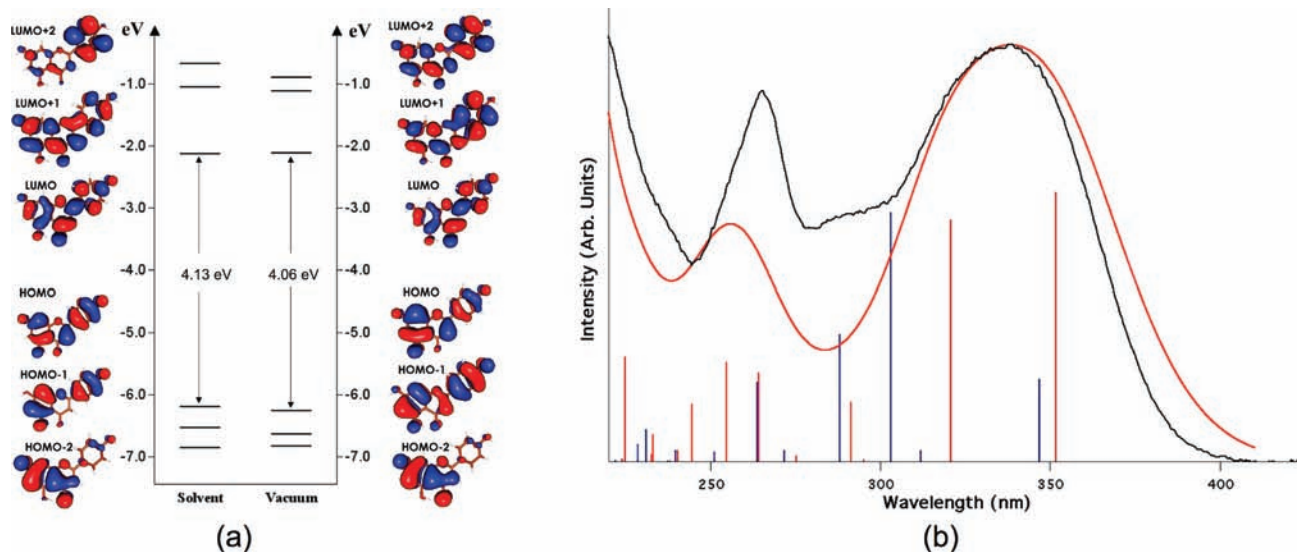 eV
eV
LUMO+2
LUMO+2
-1.0
-1.0
LUMO+1
LUMO+1
-2.0
-2.0
LUMO
LUMO
-3.0
-3.0
-4.0
-4.0
4.13 eV
4.06 eV
HOMO
HOMO
-5.0
-5.0
HOMO-1
HOMO-1
-6.0
-6.0
HOMO-2
HOMO-2
-7.0
-7.0
Solvent
Vacuum
(a)
Intensity (Arb. Units)
250
300
350
400
Wavelength (nm)
(b)